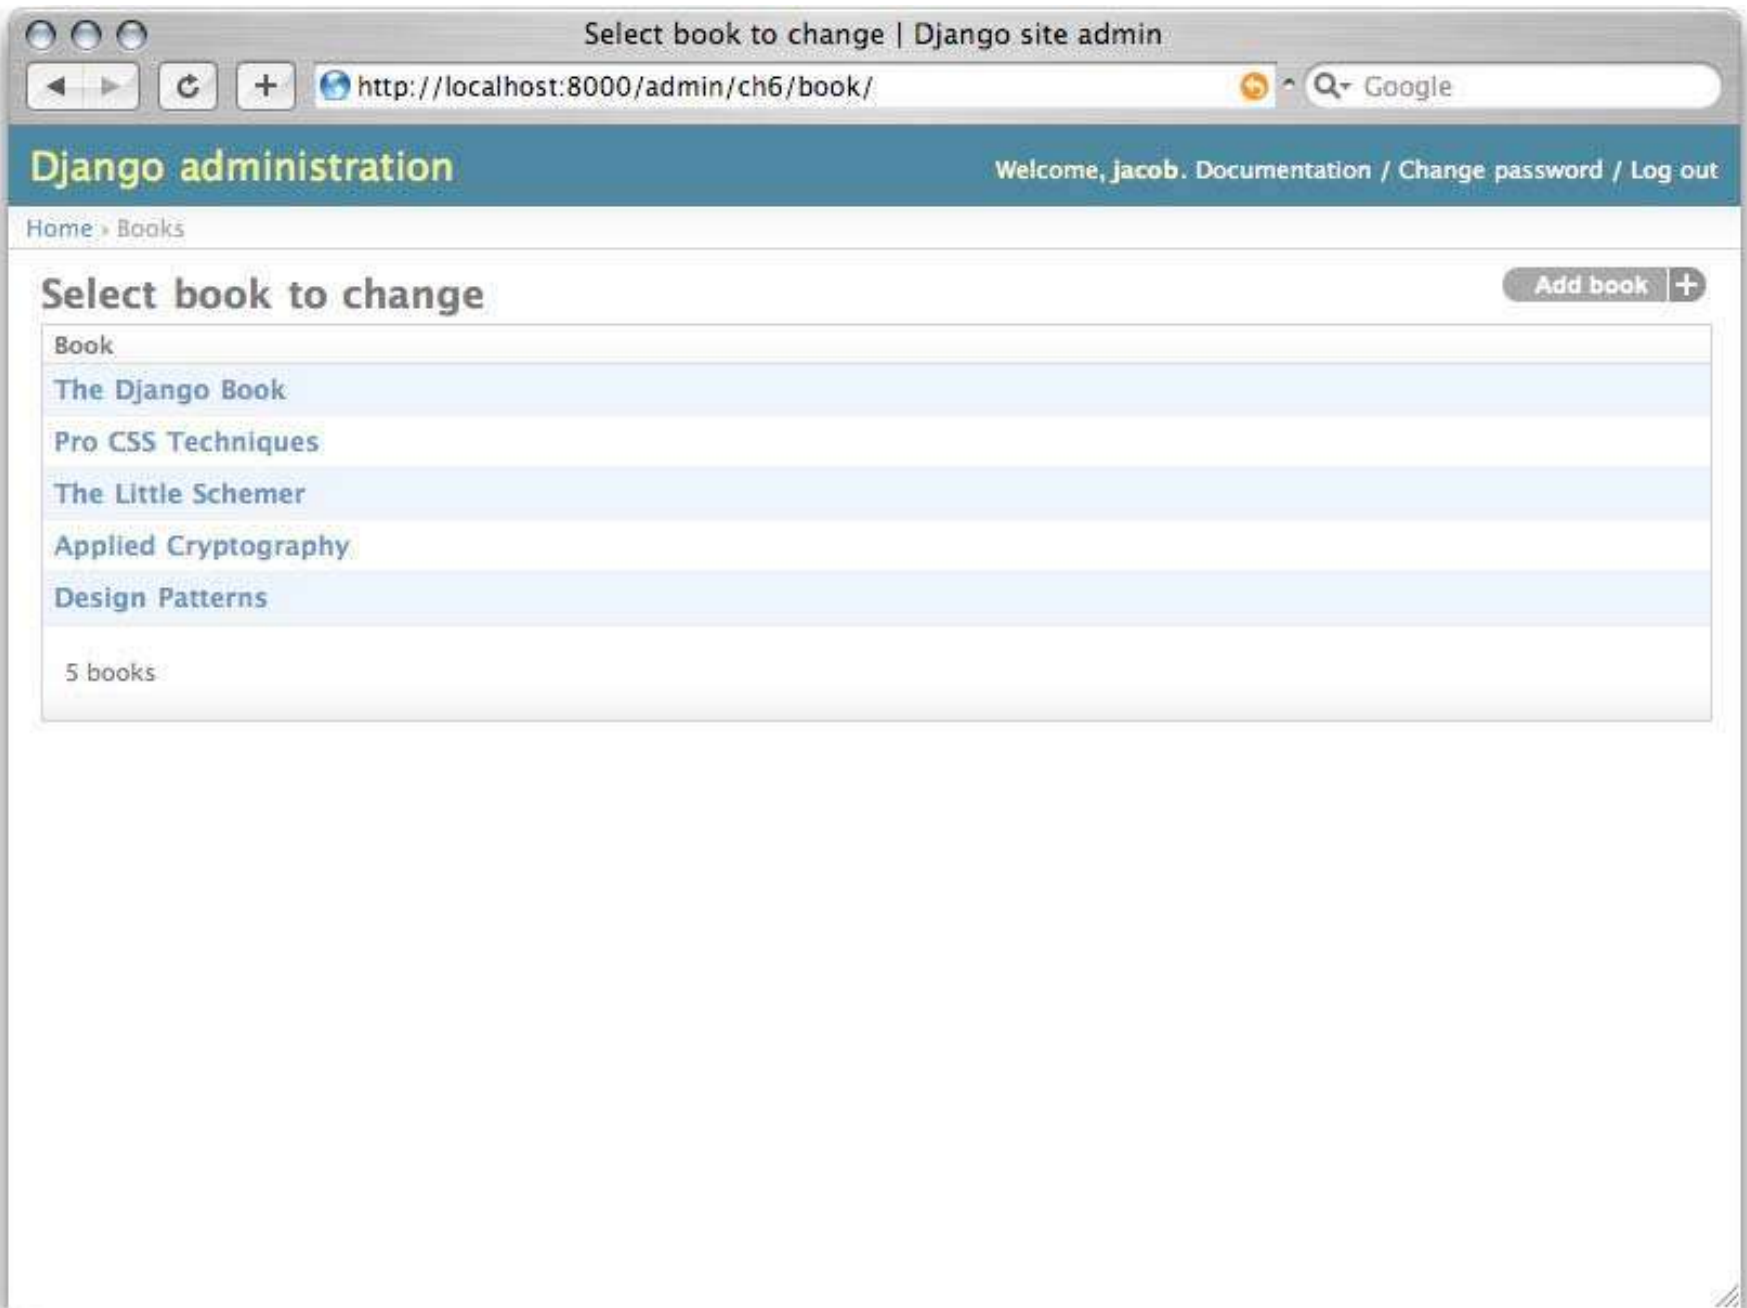 Select book to change | Django site admin
http://localhost:8000/admin/ch6/book/
Google
Django administration
Welcome, jacob. Documentation / Change password / Log out
Home › Books
Select book to change
Add book +
Book
The Django Book
Pro CSS Techniques
The Little Schemer
Applied Cryptography
Design Patterns
5 books